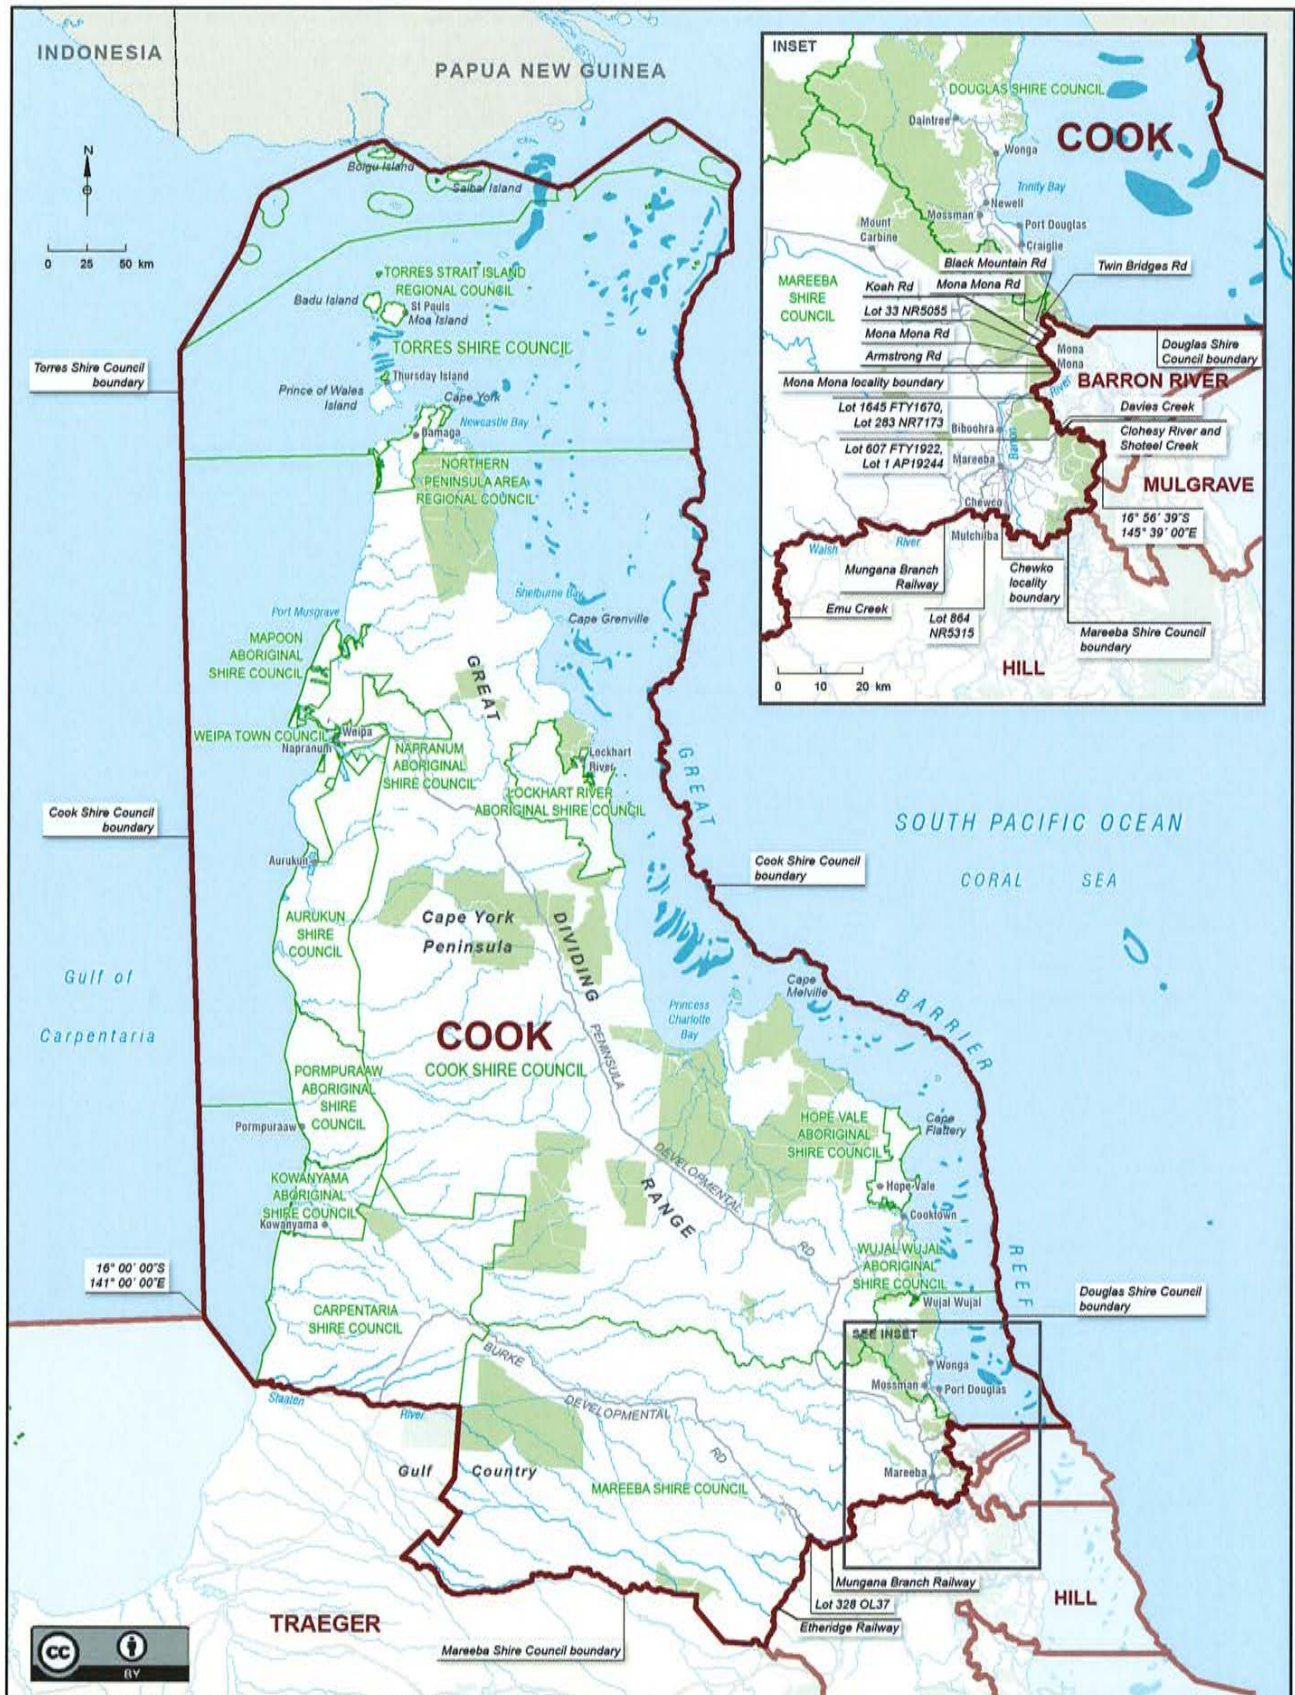 INDONESIA
PAPUA NEW GUINEA
N
0 25 50 km
Boigu Island
Saibai Island
TORRES STRAIT ISLAND
REGIONAL COUNCIL
Badu Island
St Pauls
Moa Island
TORRES SHIRE COUNCIL
Torres Shire Council
boundary
Thursday Island
Prince of Wales
Island
Cape York
Newcastle Bay
Bamaga
NORTHERN
PENINSULA AREA
REGIONAL COUNCIL
Shelburne Bay
Port Musgrave
Cape Grenville
MAPOON
ABORIGINAL
SHIRE COUNCIL
GREAT
WEIPA TOWN COUNCIL
Weipa
Napranum
NAPRANUM
ABORIGINAL
SHIRE COUNCIL
Lockhart
River
LOCKHART RIVER
ABORIGINAL SHIRE COUNCIL
GREAT
Cook Shire Council
boundary
SOUTH PACIFIC OCEAN
CORAL SEA
Aurukun
Cook Shire Council
boundary
AURUKUN
SHIRE
COUNCIL
Cape York
Peninsula
DIVIDING
Gulf of
Carpentaria
Cape
Melville
BARRIER
Princess
Charlotte
Bay
COOK
COOK SHIRE COUNCIL
PENINSULA
PORMPURAAW
ABORIGINAL
SHIRE
COUNCIL
Pormpuraaw
HOPE VALE
ABORIGINAL
SHIRE COUNCIL
Cape
Flattery
DEVELOPMENTAL
RANGE
KOWANYAMA
ABORIGINAL
SHIRE COUNCIL
Kowanyama
Hope Vale
Cooktown
RD
WUJAL WUJAL
ABORIGINAL
SHIRE COUNCIL
REEF
16° 00' 00"S
141° 00' 00"E
Wujal Wujal
Douglas Shire Council
boundary
CARPENTARIA
SHIRE COUNCIL
SEE INSET
BURKE
Wonga
Mossman
Port Douglas
Staaten
River
DEVELOPMENTAL
RD
Gulf Country
Mareeba
MAREEBA SHIRE COUNCIL
Mungana Branch Railway
Lot 328 OL37
Etheridge Railway
HILL
TRAEGER
Mareeba Shire Council boundary
CC
BY
INSET
DOUGLAS SHIRE COUNCIL
COOK
Daintree
Wonga
Trinity Bay
Newell
Mossman
Port Douglas
Mount
Carbine
Craiglie
Black Mountain Rd
Twin Bridges Rd
MAREEBA
SHIRE
COUNCIL
Koah Rd
Mona Mona Rd
Lot 33 NR5055
Mona Mona Rd
Armstrong Rd
Mona
Mona
Douglas Shire
Council boundary
Mona Mona locality boundary
River
BARRON RIVER
Lot 1645 FTY1670,
Lot 283 NR7173
Davies Creek
Biboohra
Barron
Clohesy River and
Shoteel Creek
Lot 607 FTY1922,
Lot 1 AP19244
Mareeba
MULGRAVE
Chewco
16° 56' 39"S
145° 39' 00"E
Walsh
River
Mutchilba
Mungana Branch
Railway
Chewko
locality
boundary
Emu Creek
Lot 864
NR5315
Mareeba Shire Council
boundary
HILL
0 10 20 km